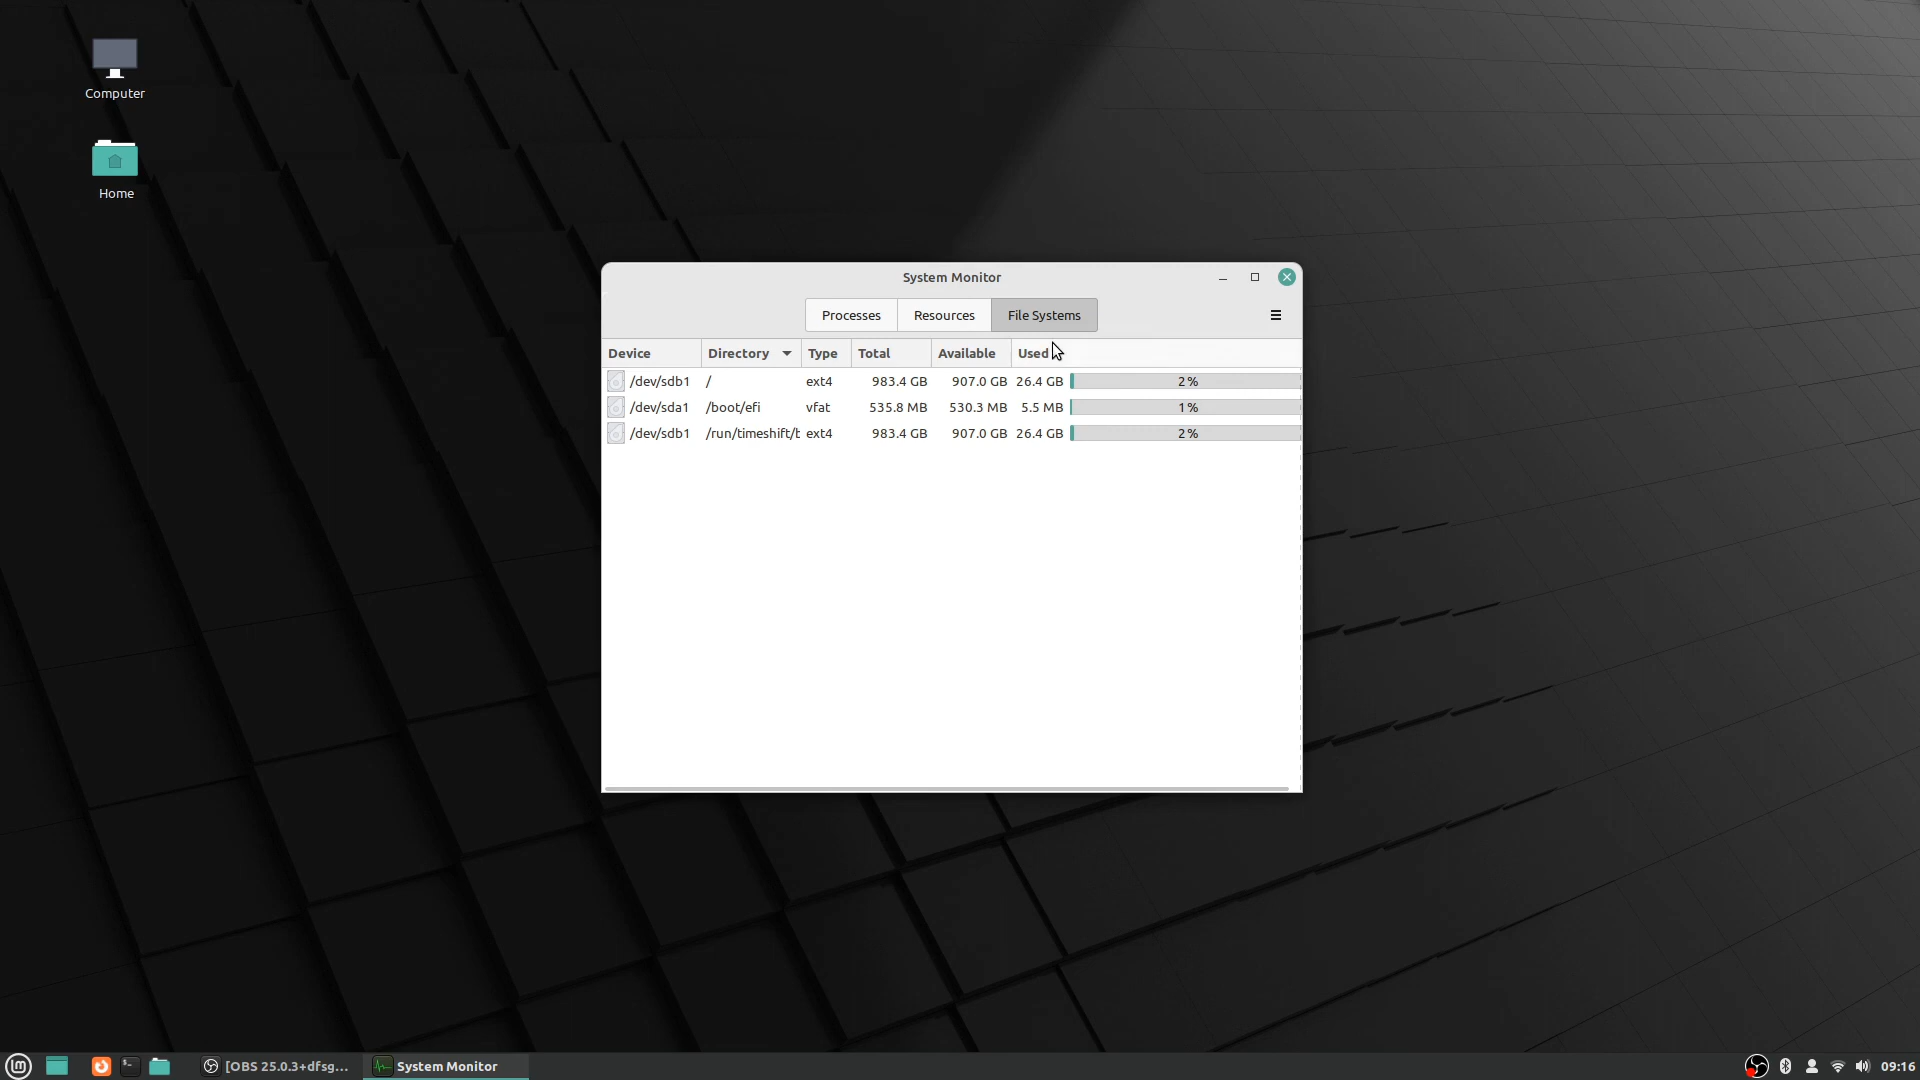 Computer
Home
System Monitor
Processes Resources File Systems
Device Directory Type Total Available Used
/dev/sdb1 / ext4 983.4 GB 907.0 GB 26.4 GB 2%
/dev/sda1 /boot/efi vfat 535.8 MB 530.3 MB 5.5 MB 1%
/dev/sdb1 /run/timeshift/b ext4 983.4 GB 907.0 GB 26.4 GB 2%
[OBS 25.0.3+dfsg... System Monitor 09:16